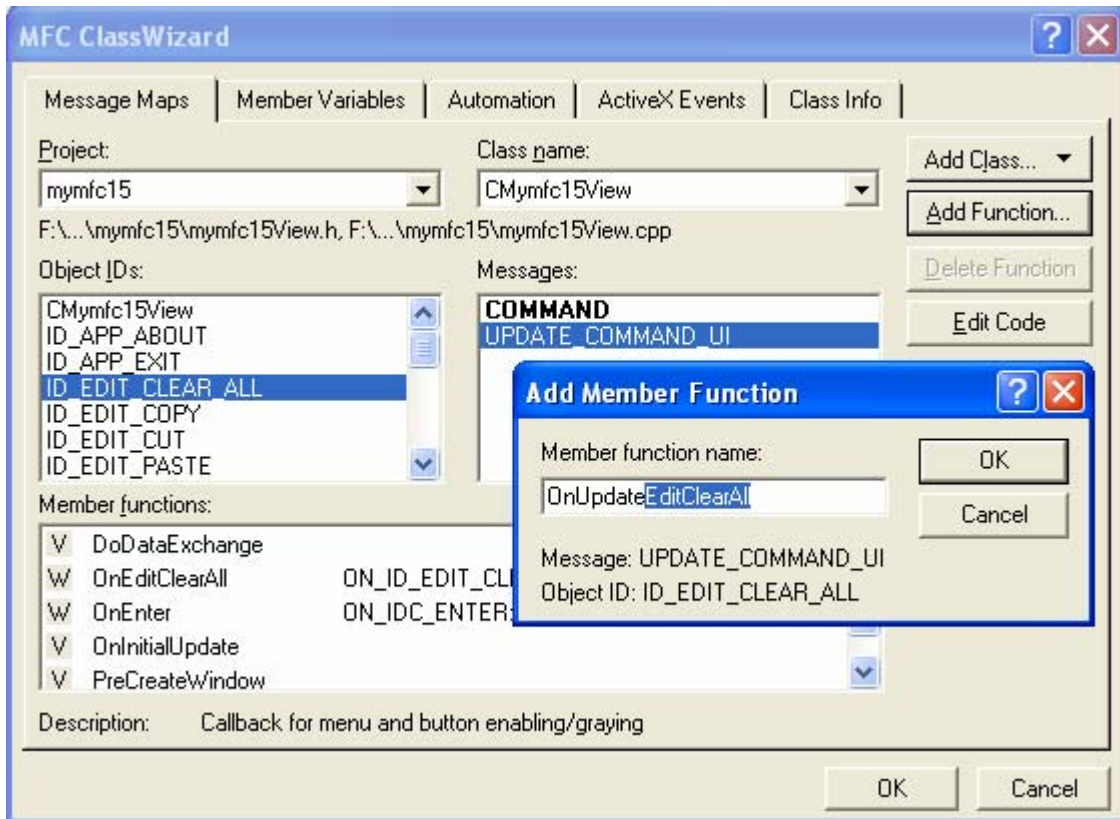 MFC ClassWizard
Message Maps
Member Variables
Automation
ActiveX Events
Class Info
Project:
Class name:
mymfc15
CMymfc15View
F:\...\mymfc15\mymfc15View.h, F:\...\mymfc15\mymfc15View.cpp
Add Class...
Add Function...
Delete Function
Edit Code
Object IDs:
CMymfc15View
ID_APP_ABOUT
ID_APP_EXIT
ID_EDIT_CLEAR_ALL
ID_EDIT_COPY
ID_EDIT_CUT
ID_EDIT_PASTE
Messages:
COMMAND
UPDATE_COMMAND_UI
Add Member Function
Member function name:
OnUpdateEditClearAll
OK
Cancel
Message: UPDATE_COMMAND_UI
Object ID: ID_EDIT_CLEAR_ALL
Member functions:
V DoDataExchange
W OnEditClearAll ON_ID_EDIT_CL
W OnEnter ON_IDC_ENTER:
V OnInitialUpdate
V PreCreateWindow
Description: Callback for menu and button enabling/graying
OK
Cancel